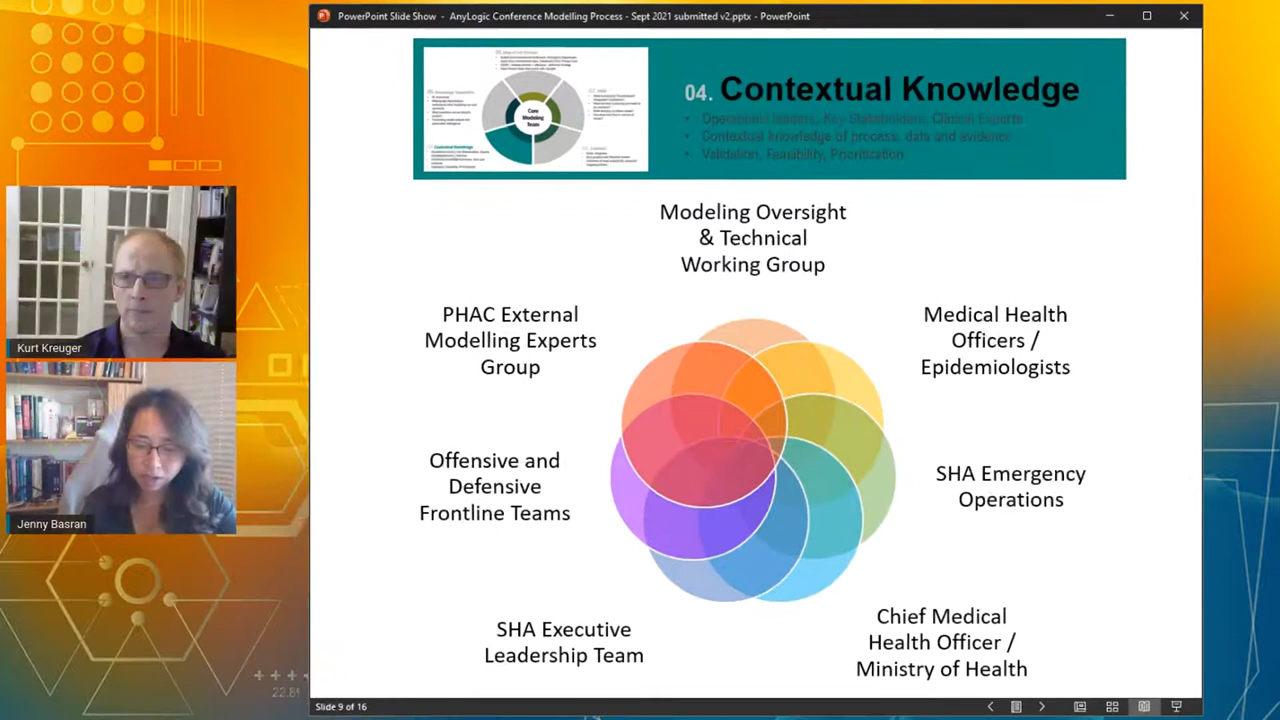 PowerPoint Slide Show - AnyLogic Conference Modelling Process - Sept 2021 submitted v2.pptx - PowerPoint
Core
Modeling
Team
04. Contextual Knowledge
• Operational leaders, Key Stakeholders, Clinical Experts
• Contextual knowledge of process, data and evidence
• Validation, Feasibility, Prioritization
Modeling Oversight
& Technical
Working Group
PHAC External
Modelling Experts
Group
Medical Health
Officers /
Epidemiologists
Kurt Kreuger
Offensive and
Defensive
Frontline Teams
SHA Emergency
Operations
Jenny Basran
SHA Executive
Leadership Team
Chief Medical
Health Officer /
Ministry of Health
Slide 9 of 16